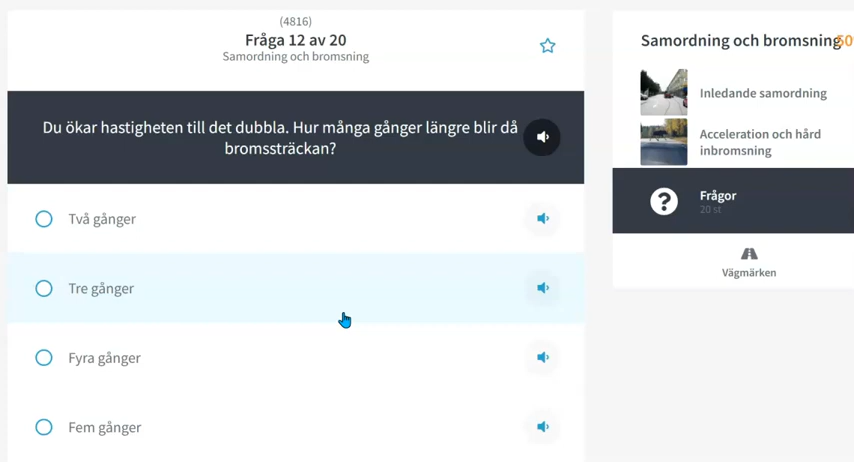 (4816)
Fråga 12 av 20
Samordning och bromsning
Du ökar hastigheten till det dubbla. Hur många gånger längre blir då
bromssträckan?
Två gånger
Tre gånger
Fyra gånger
Fem gånger
Samordning och bromsning
50
Inledande samordning
Acceleration och hård
inbromsning
Frågor
20 st
Vägmärken